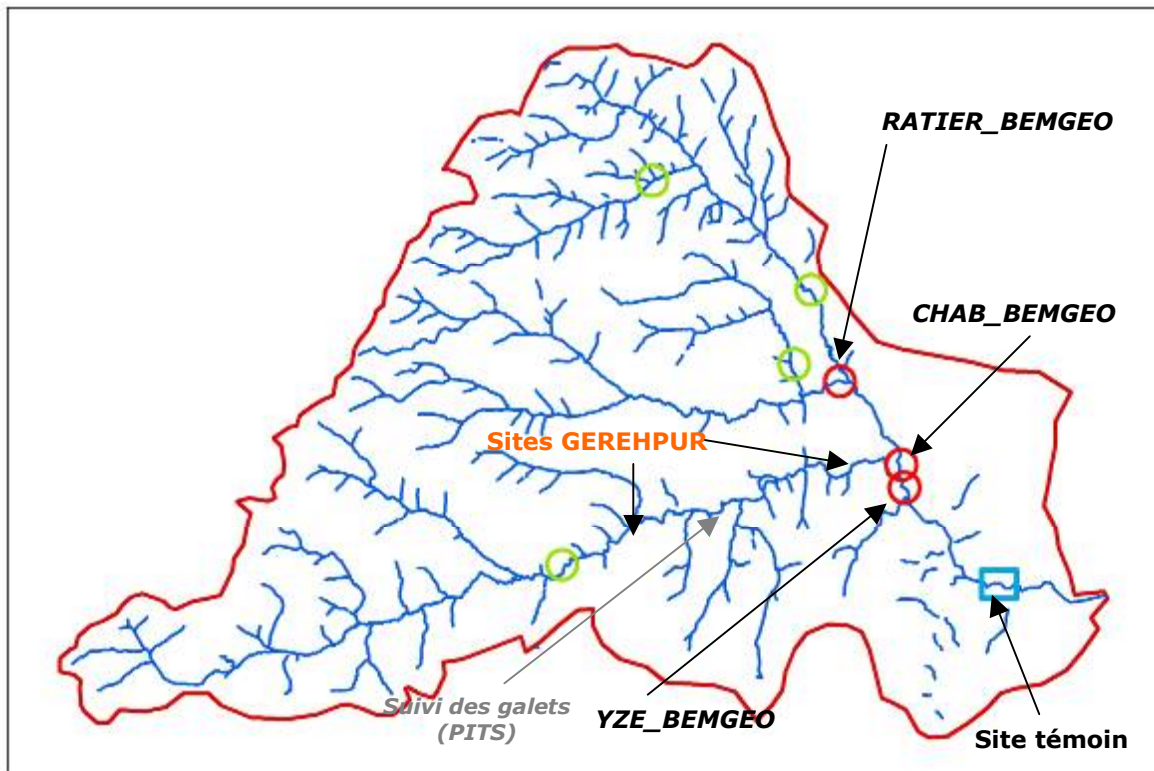 RATIER_BEMGEO
CHAB_BEMGEO
Sites GEREHPUR
Suivi des galets
(PITS)
YZE_BEMGEO
Site témoin